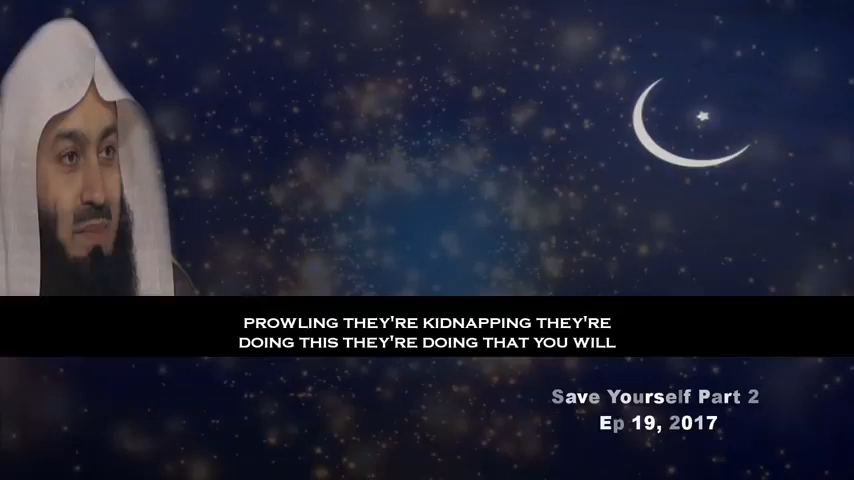 PROWLING THEY'RE KIDNAPPING THEY'RE
DOING THIS THEY'RE DOING THAT YOU WILL
Save Yourself Part 2
Ep 19, 2017